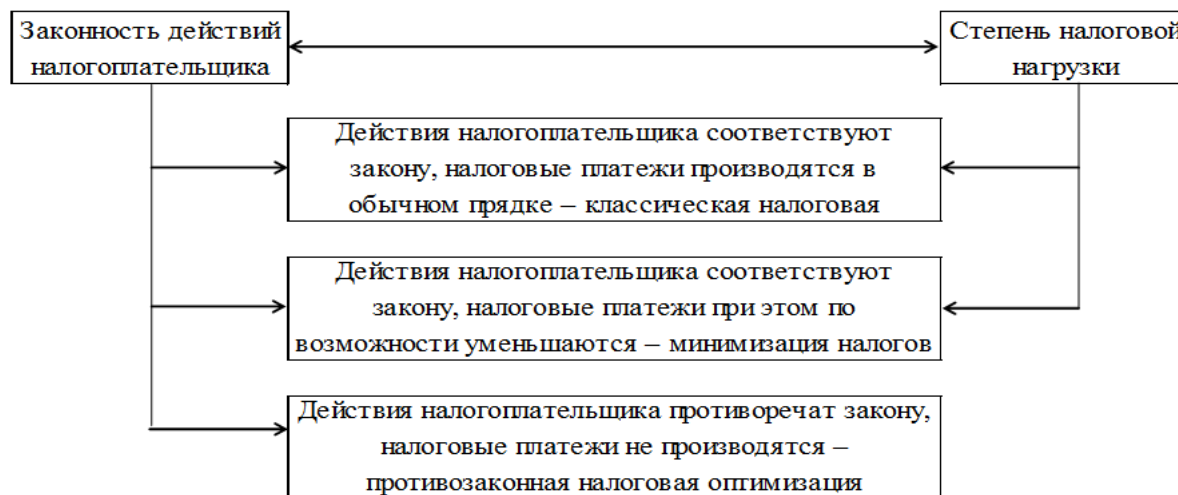 Законность действий
налогоплательщика
Степень налоговой
нагрузки
Действия налогоплательщика соответствуют
закону, налоговые платежи производятся в
обычном прядке – классическая налоговая
Действия налогоплательщика соответствуют
закону, налоговые платежи при этом по
возможности уменьшаются – минимизация налогов
Действия налогоплательщика противоречат закону,
налоговые платежи не производятся –
противозаконная налоговая оптимизация